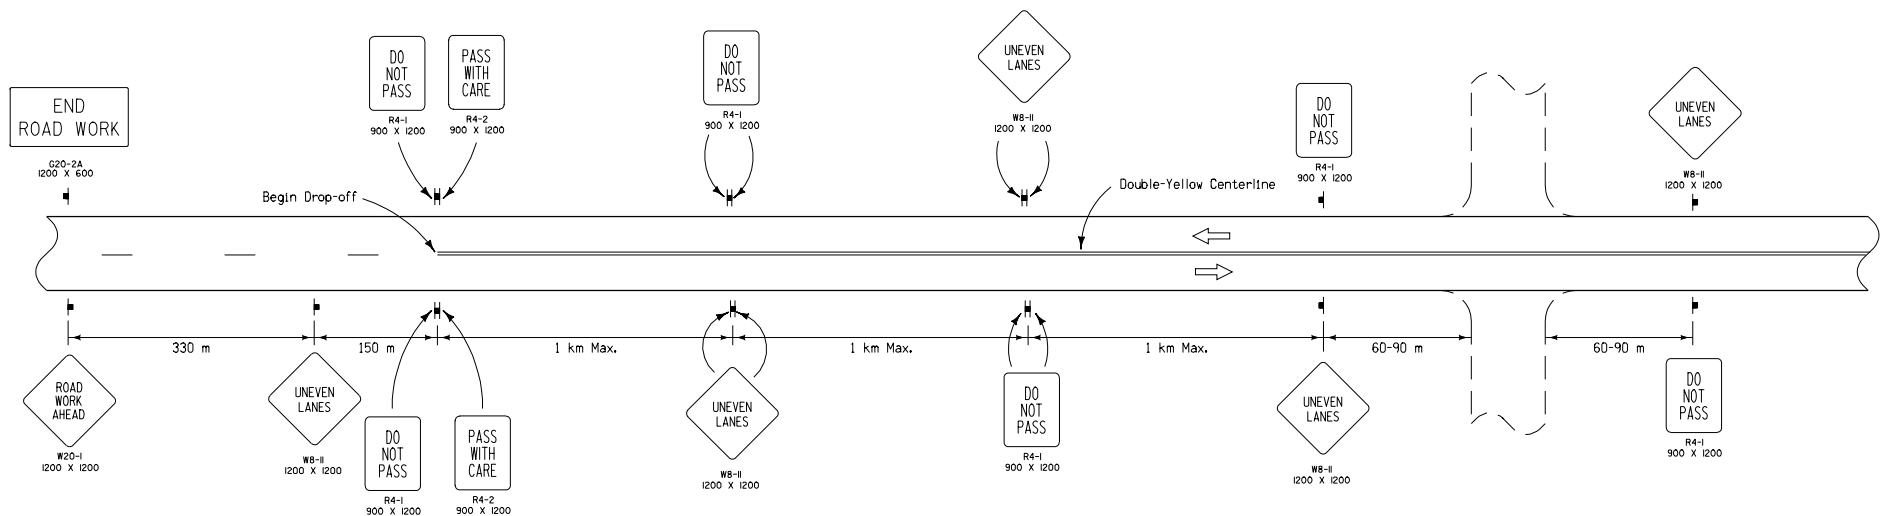 END
ROAD WORK
G20-2A
1200 X 600
DO
NOT
PASS
R4-1
900 X 1200
PASS
WITH
CARE
R4-2
900 X 1200
DO
NOT
PASS
R4-1
900 X 1200
UNEVEN
LANES
W8-11
1200 X 1200
DO
NOT
PASS
R4-1
900 X 1200
UNEVEN
LANES
W8-11
1200 X 1200
Begin Drop-off
Double-Yellow Centerline
330 m
150 m
1 km Max.
1 km Max.
1 km Max.
60-90 m
60-90 m
ROAD
WORK
AHEAD
W20-1
1200 X 1200
UNEVEN
LANES
W8-11
1200 X 1200
DO
NOT
PASS
R4-1
900 X 1200
PASS
WITH
CARE
R4-2
900 X 1200
UNEVEN
LANES
W8-11
1200 X 1200
DO
NOT
PASS
R4-1
900 X 1200
UNEVEN
LANES
W8-11
1200 X 1200
DO
NOT
PASS
R4-1
900 X 1200